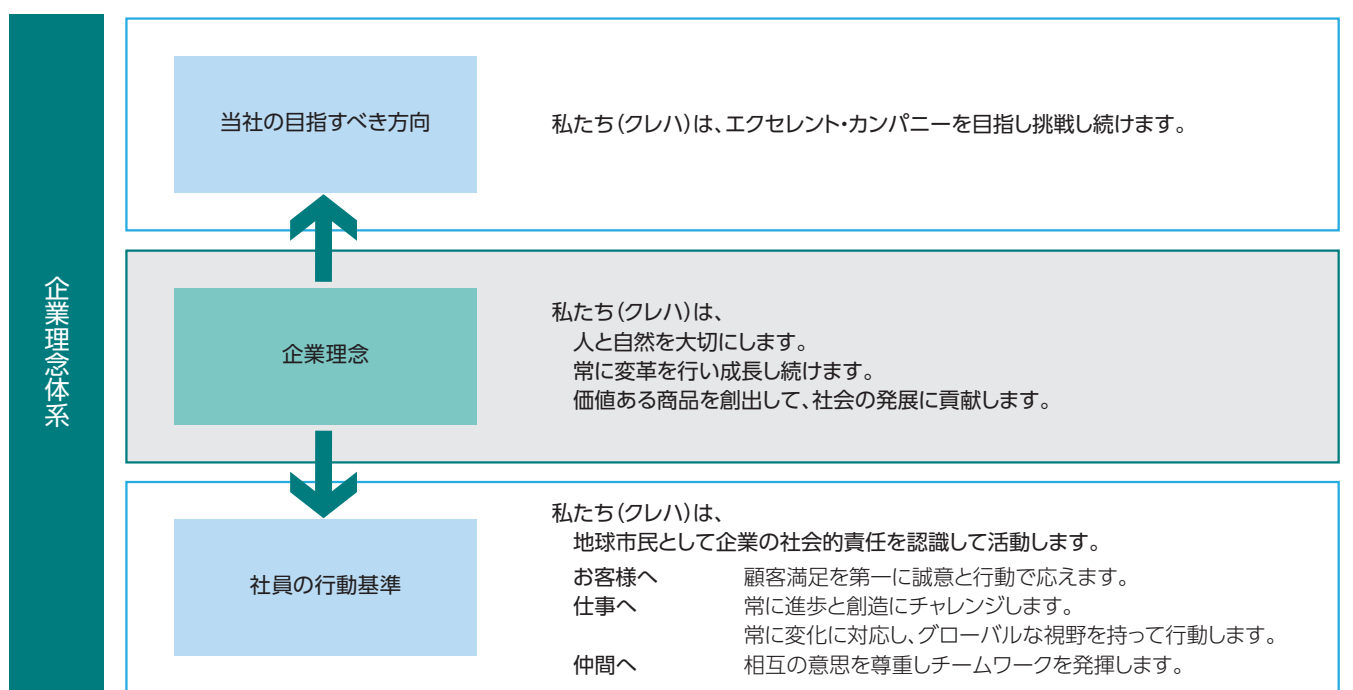 企業理念体系
当社の目指すべき方向
私たち(クレハ)は、エクセレント・カンパニーを目指し挑戦し続けます。
企業理念
私たち(クレハ)は、
人と自然を大切にします。
常に変革を行い成長し続けます。
価値ある商品を創出して、社会の発展に貢献します。
社員の行動基準
私たち(クレハ)は、
地球市民として企業の社会的責任を認識して活動します。
お客様へ 顧客満足を第一に誠意と行動で応えます。
仕事へ 常に進歩と創造にチャレンジします。
常に変化に対応し、グローバルな視野を持って行動します。
仲間へ 相互の意思を尊重しチームワークを発揮します。